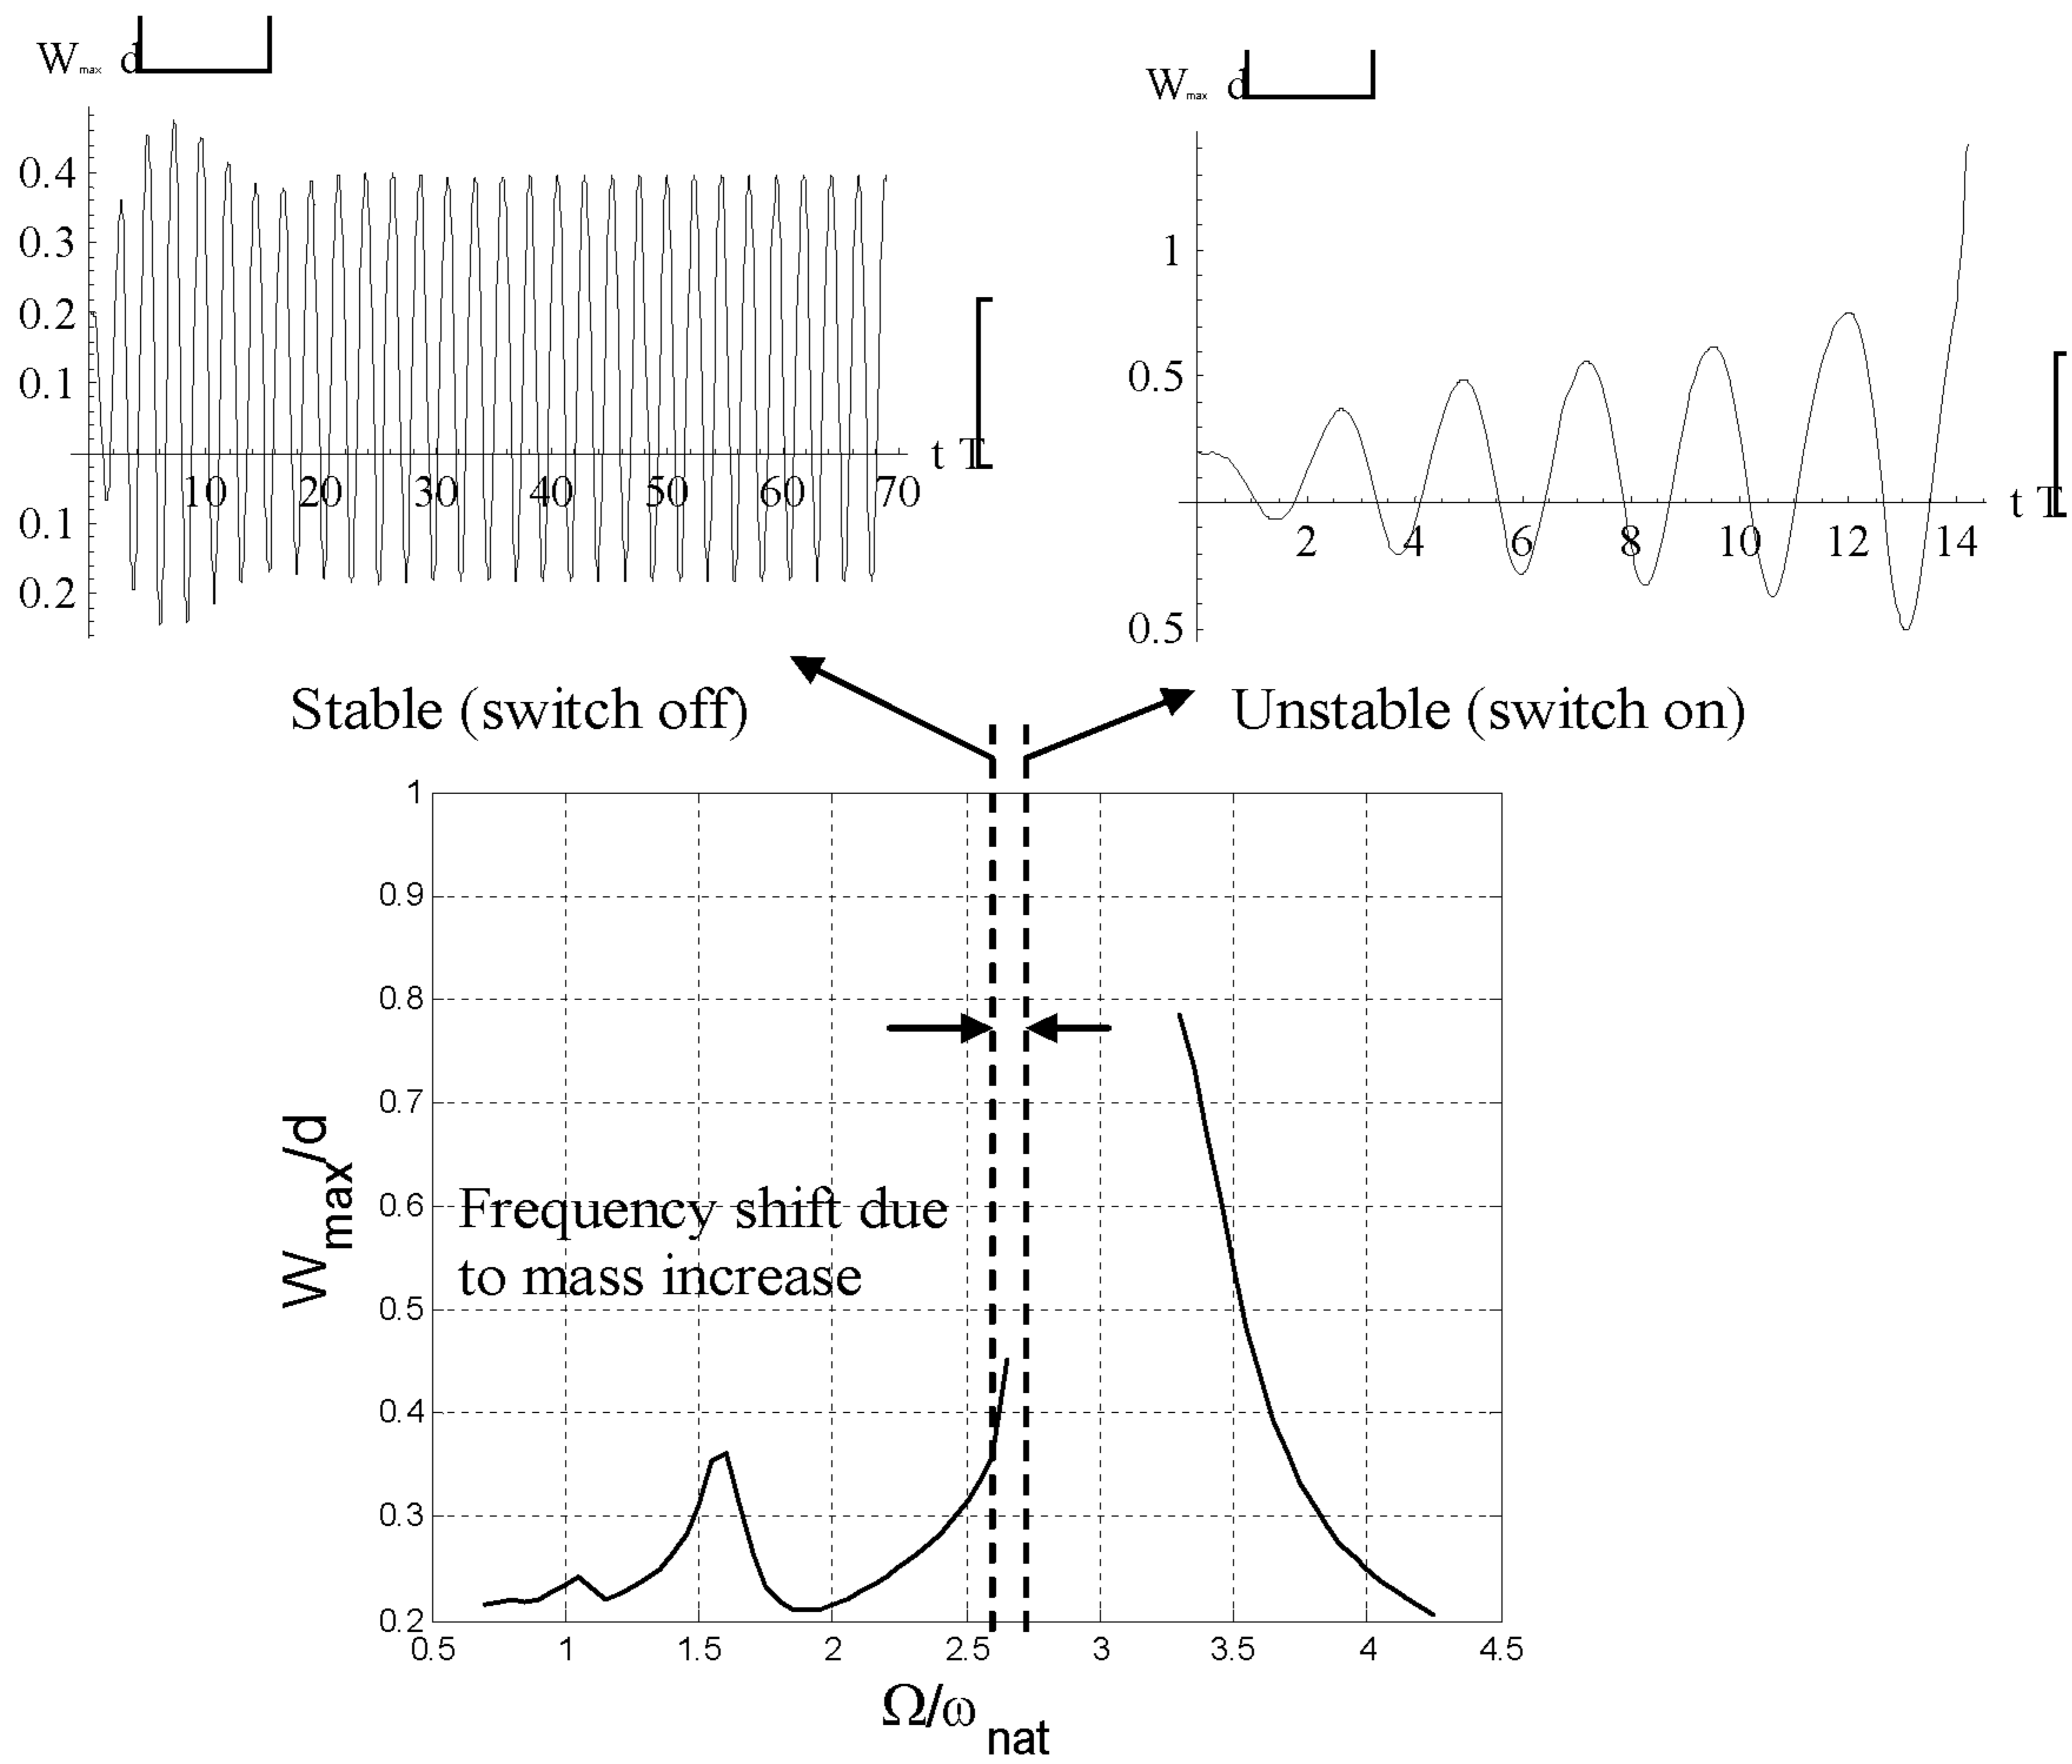 W max d
0.4
0.3
0.2
0.1
0.1
0.2
10 20 30 40 50 60 70
t T
W max d
1
0.5
0.5
2 4 6 8 10 12 14
t T
Stable (switch off)
Unstable (switch on)
1
0.9
0.8
0.7
0.6
0.5
0.4
0.3
0.2
Wmax/d
Frequency shift due
to mass increase
0.5 1 1.5 2 2.5 3 3.5 4 4.5
Ω/ω nat